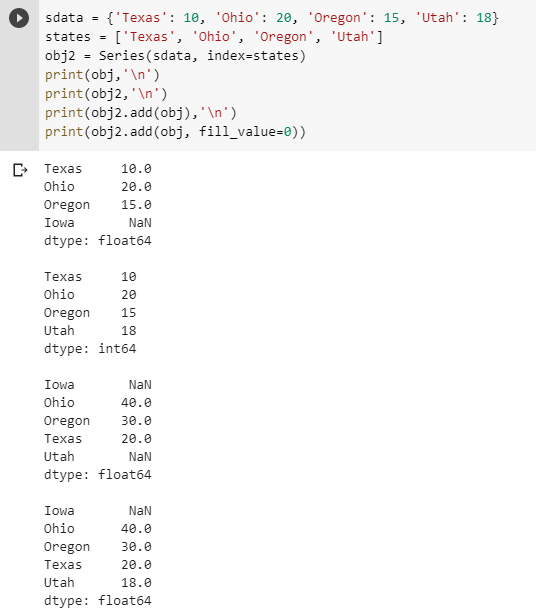 sdata = {'Texas': 10, 'Ohio': 20, 'Oregon': 15, 'Utah': 18}
states = ['Texas', 'Ohio', 'Oregon', 'Utah']
obj2 = Series(sdata, index=states)
print(obj,'\n')
print(obj2,'\n')
print(obj2.add(obj),'\n')
print(obj2.add(obj, fill_value=0))
Texas     10.0
Ohio      20.0
Oregon    15.0
Iowa       NaN
dtype: float64
Texas     10
Ohio      20
Oregon    15
Utah      18
dtype: int64
Iowa       NaN
Ohio      40.0
Oregon    30.0
Texas     20.0
Utah       NaN
dtype: float64
Iowa       NaN
Ohio      40.0
Oregon    30.0
Texas     20.0
Utah      18.0
dtype: float64